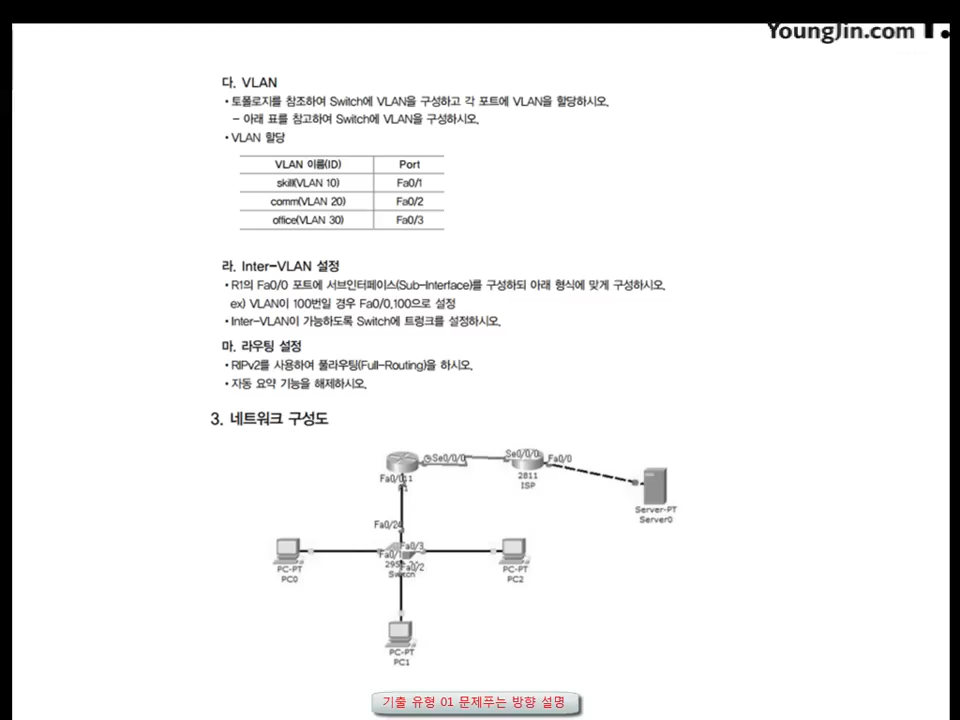 YoungJin.com
다. VLAN
• 토폴로지를 참조하여 Switch에 VLAN을 구성하고 각 포트에 VLAN을 할당하시오.
– 아래 표를 참고하여 Switch에 VLAN을 구성하시오.
• VLAN 할당
VLAN 이름(ID) Port
skill(VLAN 10) Fa0/1
comm(VLAN 20) Fa0/2
office(VLAN 30) Fa0/3
라. Inter-VLAN 설정
• R1의 Fa0/0 포트에 서브인터페이스(Sub-Interface)를 구성하되 아래 형식에 맞게 구성하시오.
ex) VLAN이 100번일 경우 Fa0/0.100으로 설정
• Inter-VLAN이 가능하도록 Switch에 트렁크를 설정하시오.
마. 라우팅 설정
• RIPv2를 사용하여 풀라우팅(Full-Routing)을 하시오.
• 자동 요약 기능을 해제하시오.
3. 네트워크 구성도
Se0/0/0
Se0/0/0
Fa0/0
2811
ISP
Server-PT
Server0
Fa0/24
Fa0/3
Fa0/1
Fa0/2
PC-PT
PC0
PC-PT
PC2
PC-PT
PC1
기출 유형 01 문제푸는 방향 설명